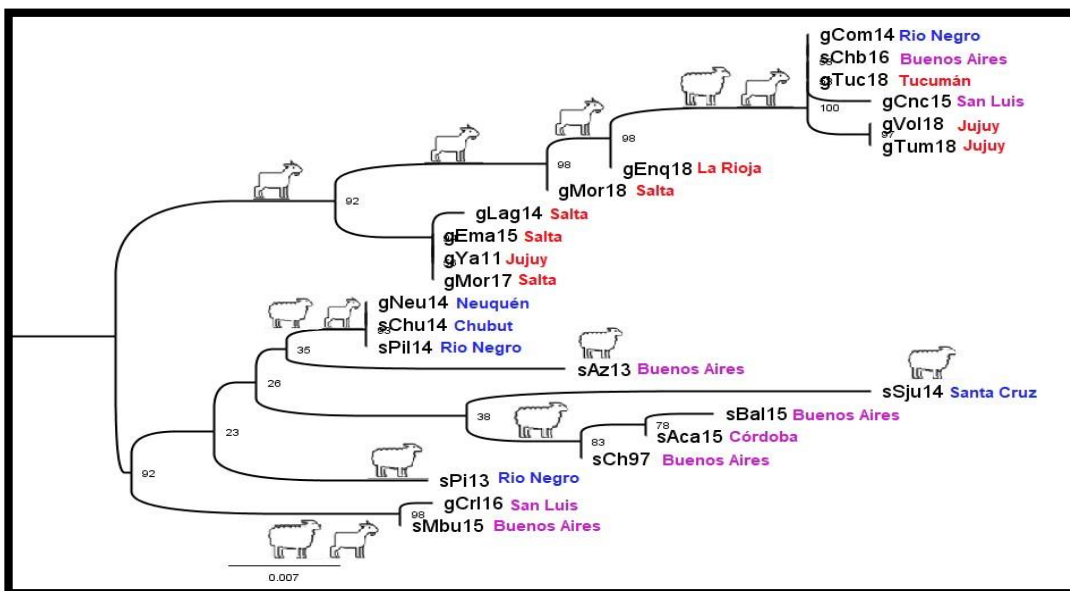 gCom14 Rio Negro
sChb16 Buenos Aires
gTuc18 Tucumán
gCnc15 San Luis
100
gVol18 Jujuy
97
gTum18 Jujuy
98
gEnq18 La Rioja
98
gMor18 Salta
92
gLag14 Salta
gEma15 Salta
gYa11 Jujuy
gMor17 Salta
gNeu14 Neuquén
sChu14 Chubut
sPil14 Rio Negro
35
sAz13 Buenos Aires
26
sSju14 Santa Cruz
38
sBal15 Buenos Aires
78
sAca15 Córdoba
83
sCh97 Buenos Aires
23
92
sPi13 Rio Negro
gCrl16 San Luis
98
sMbu15 Buenos Aires
0.007